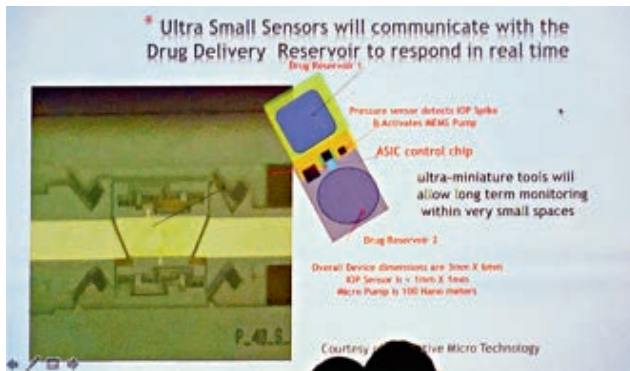 * Ultra Small Sensors will communicate with the
Drug Delivery Reservoir to respond in real time
Drug Reservoir 1
Pressure sensor detects IOP Spike
& Activates MEMS Pump
ASIC control chip
ultra-miniature tools will
allow long term monitoring
within very small spaces
Drug Reservoir 2
Overall Device dimensions are 3mm X 6mm
IOP Sensor is < 1mm X 1mm
Micro Pump is 100 Nano meters
P_40_G_
Courtesy Micro Technology